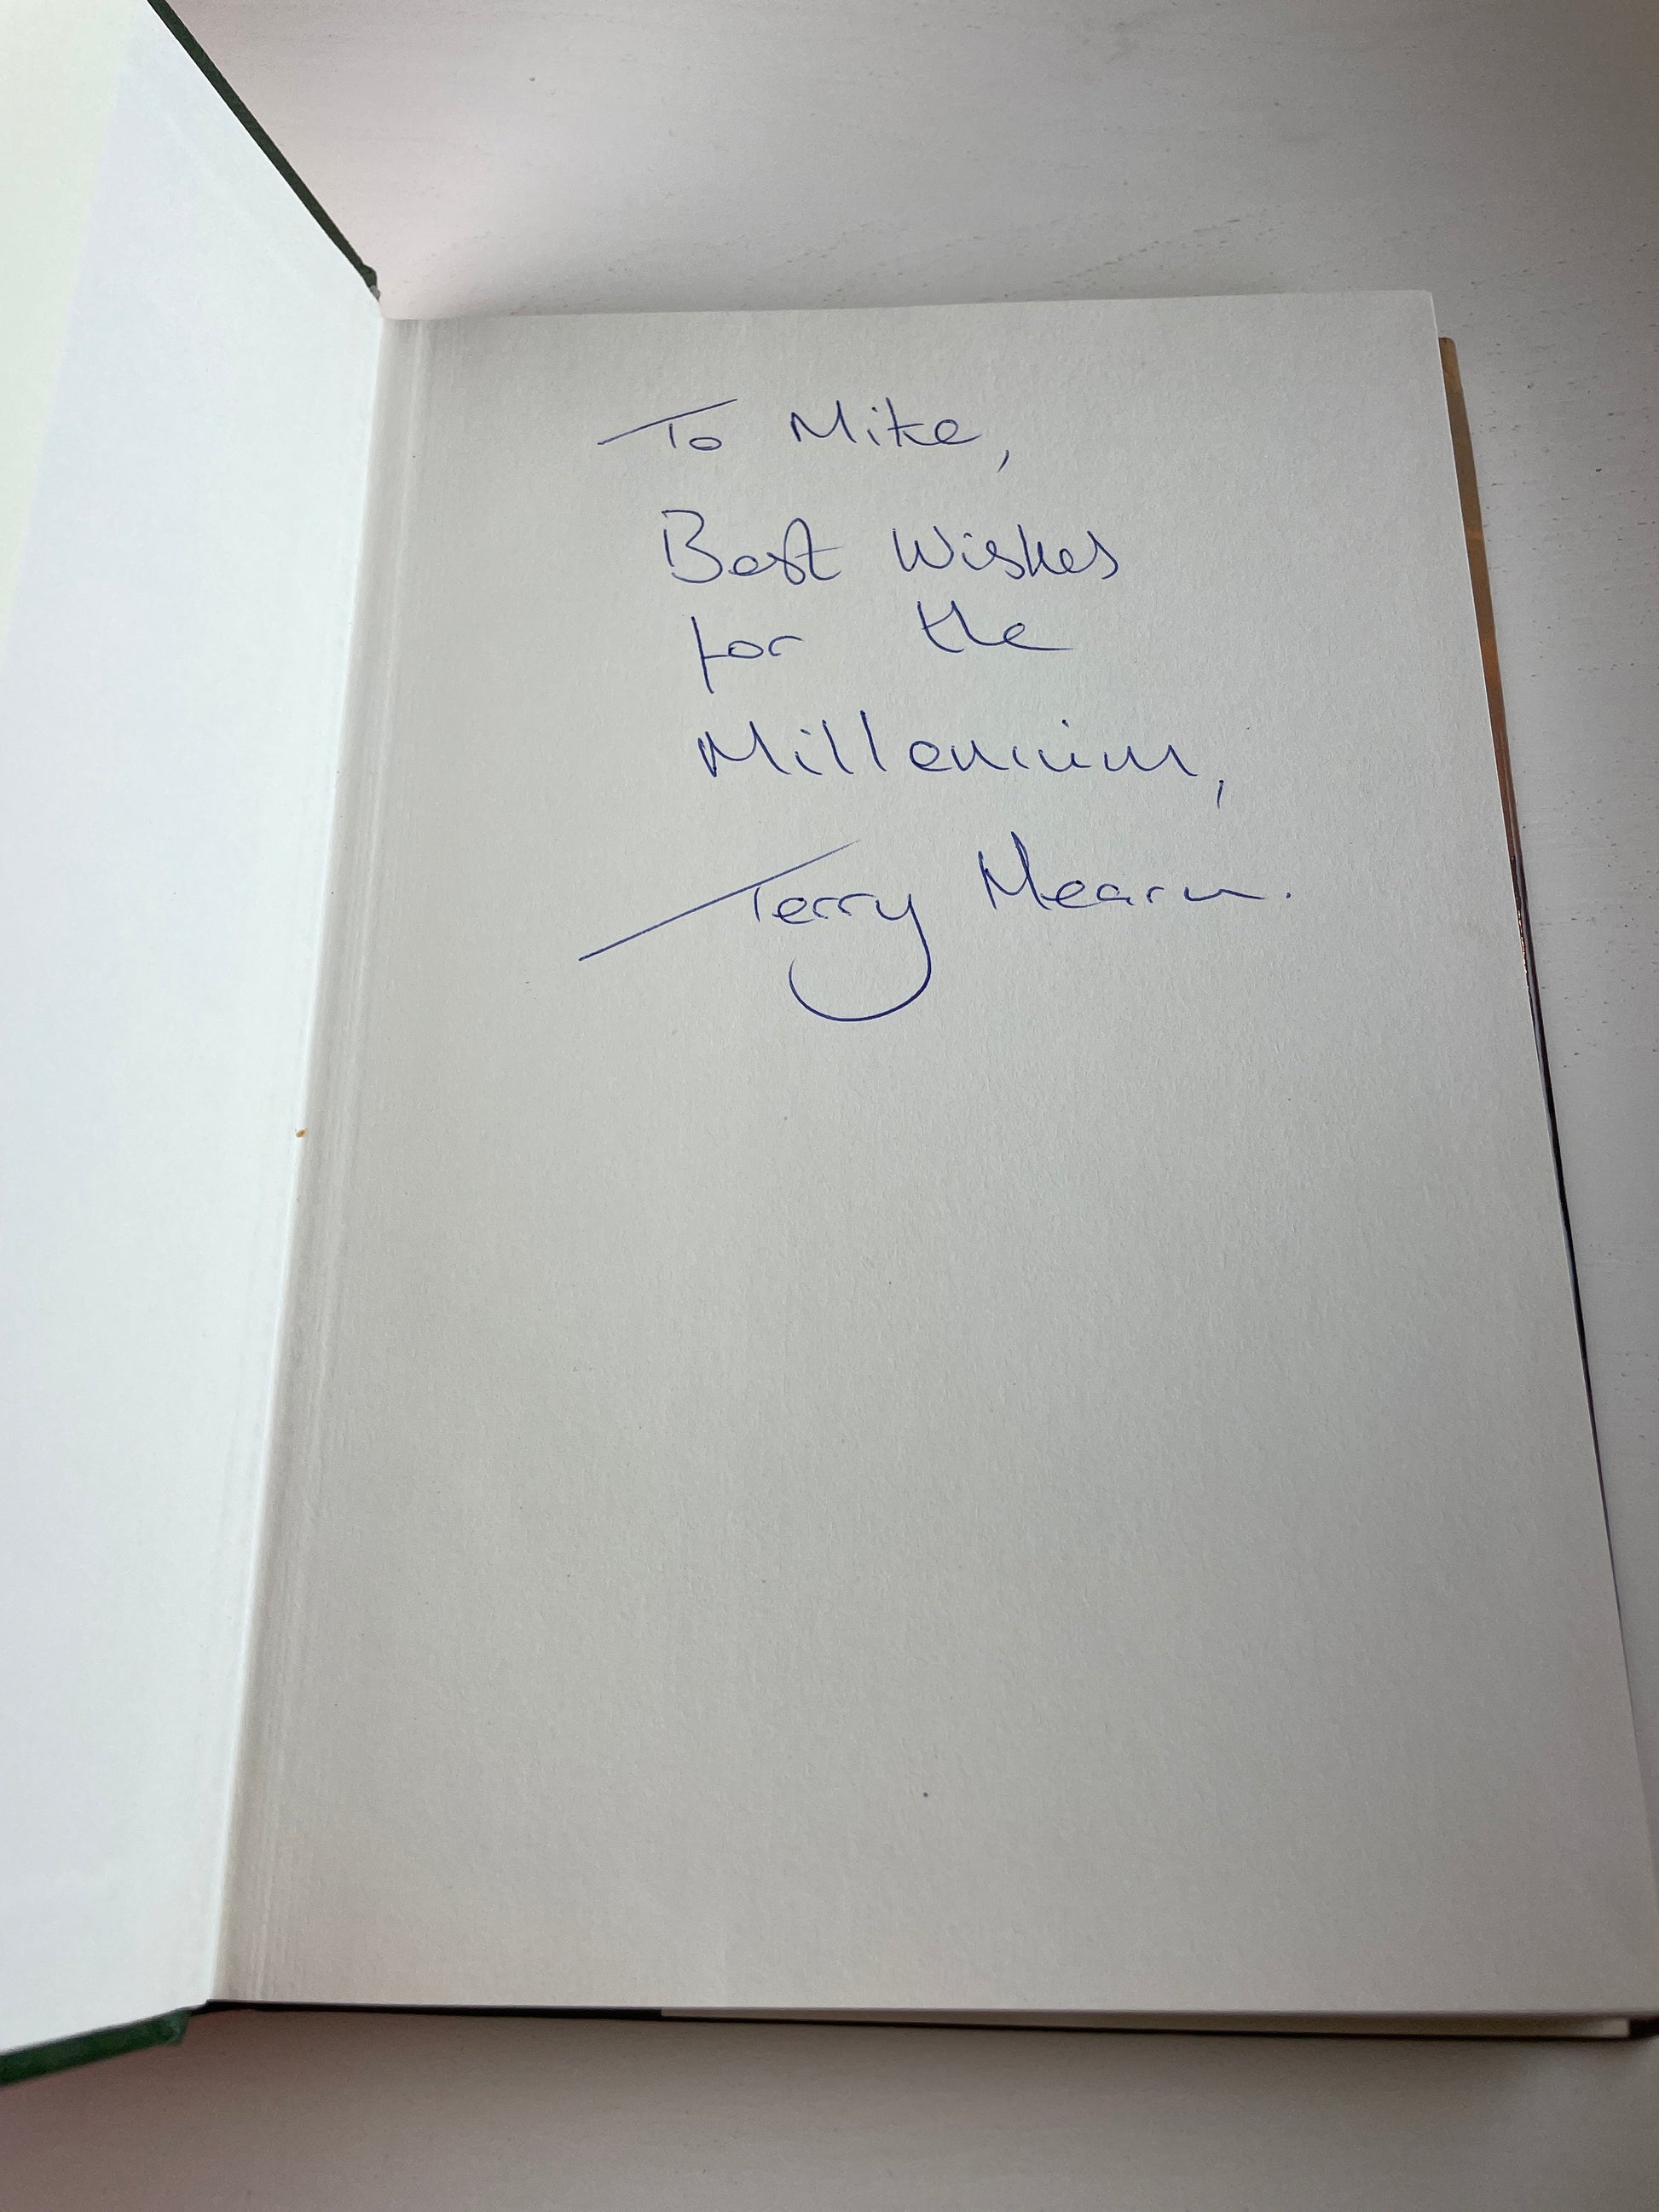 To Mike,
Best Wishes
for the
Millennium,
Terry Mearn.